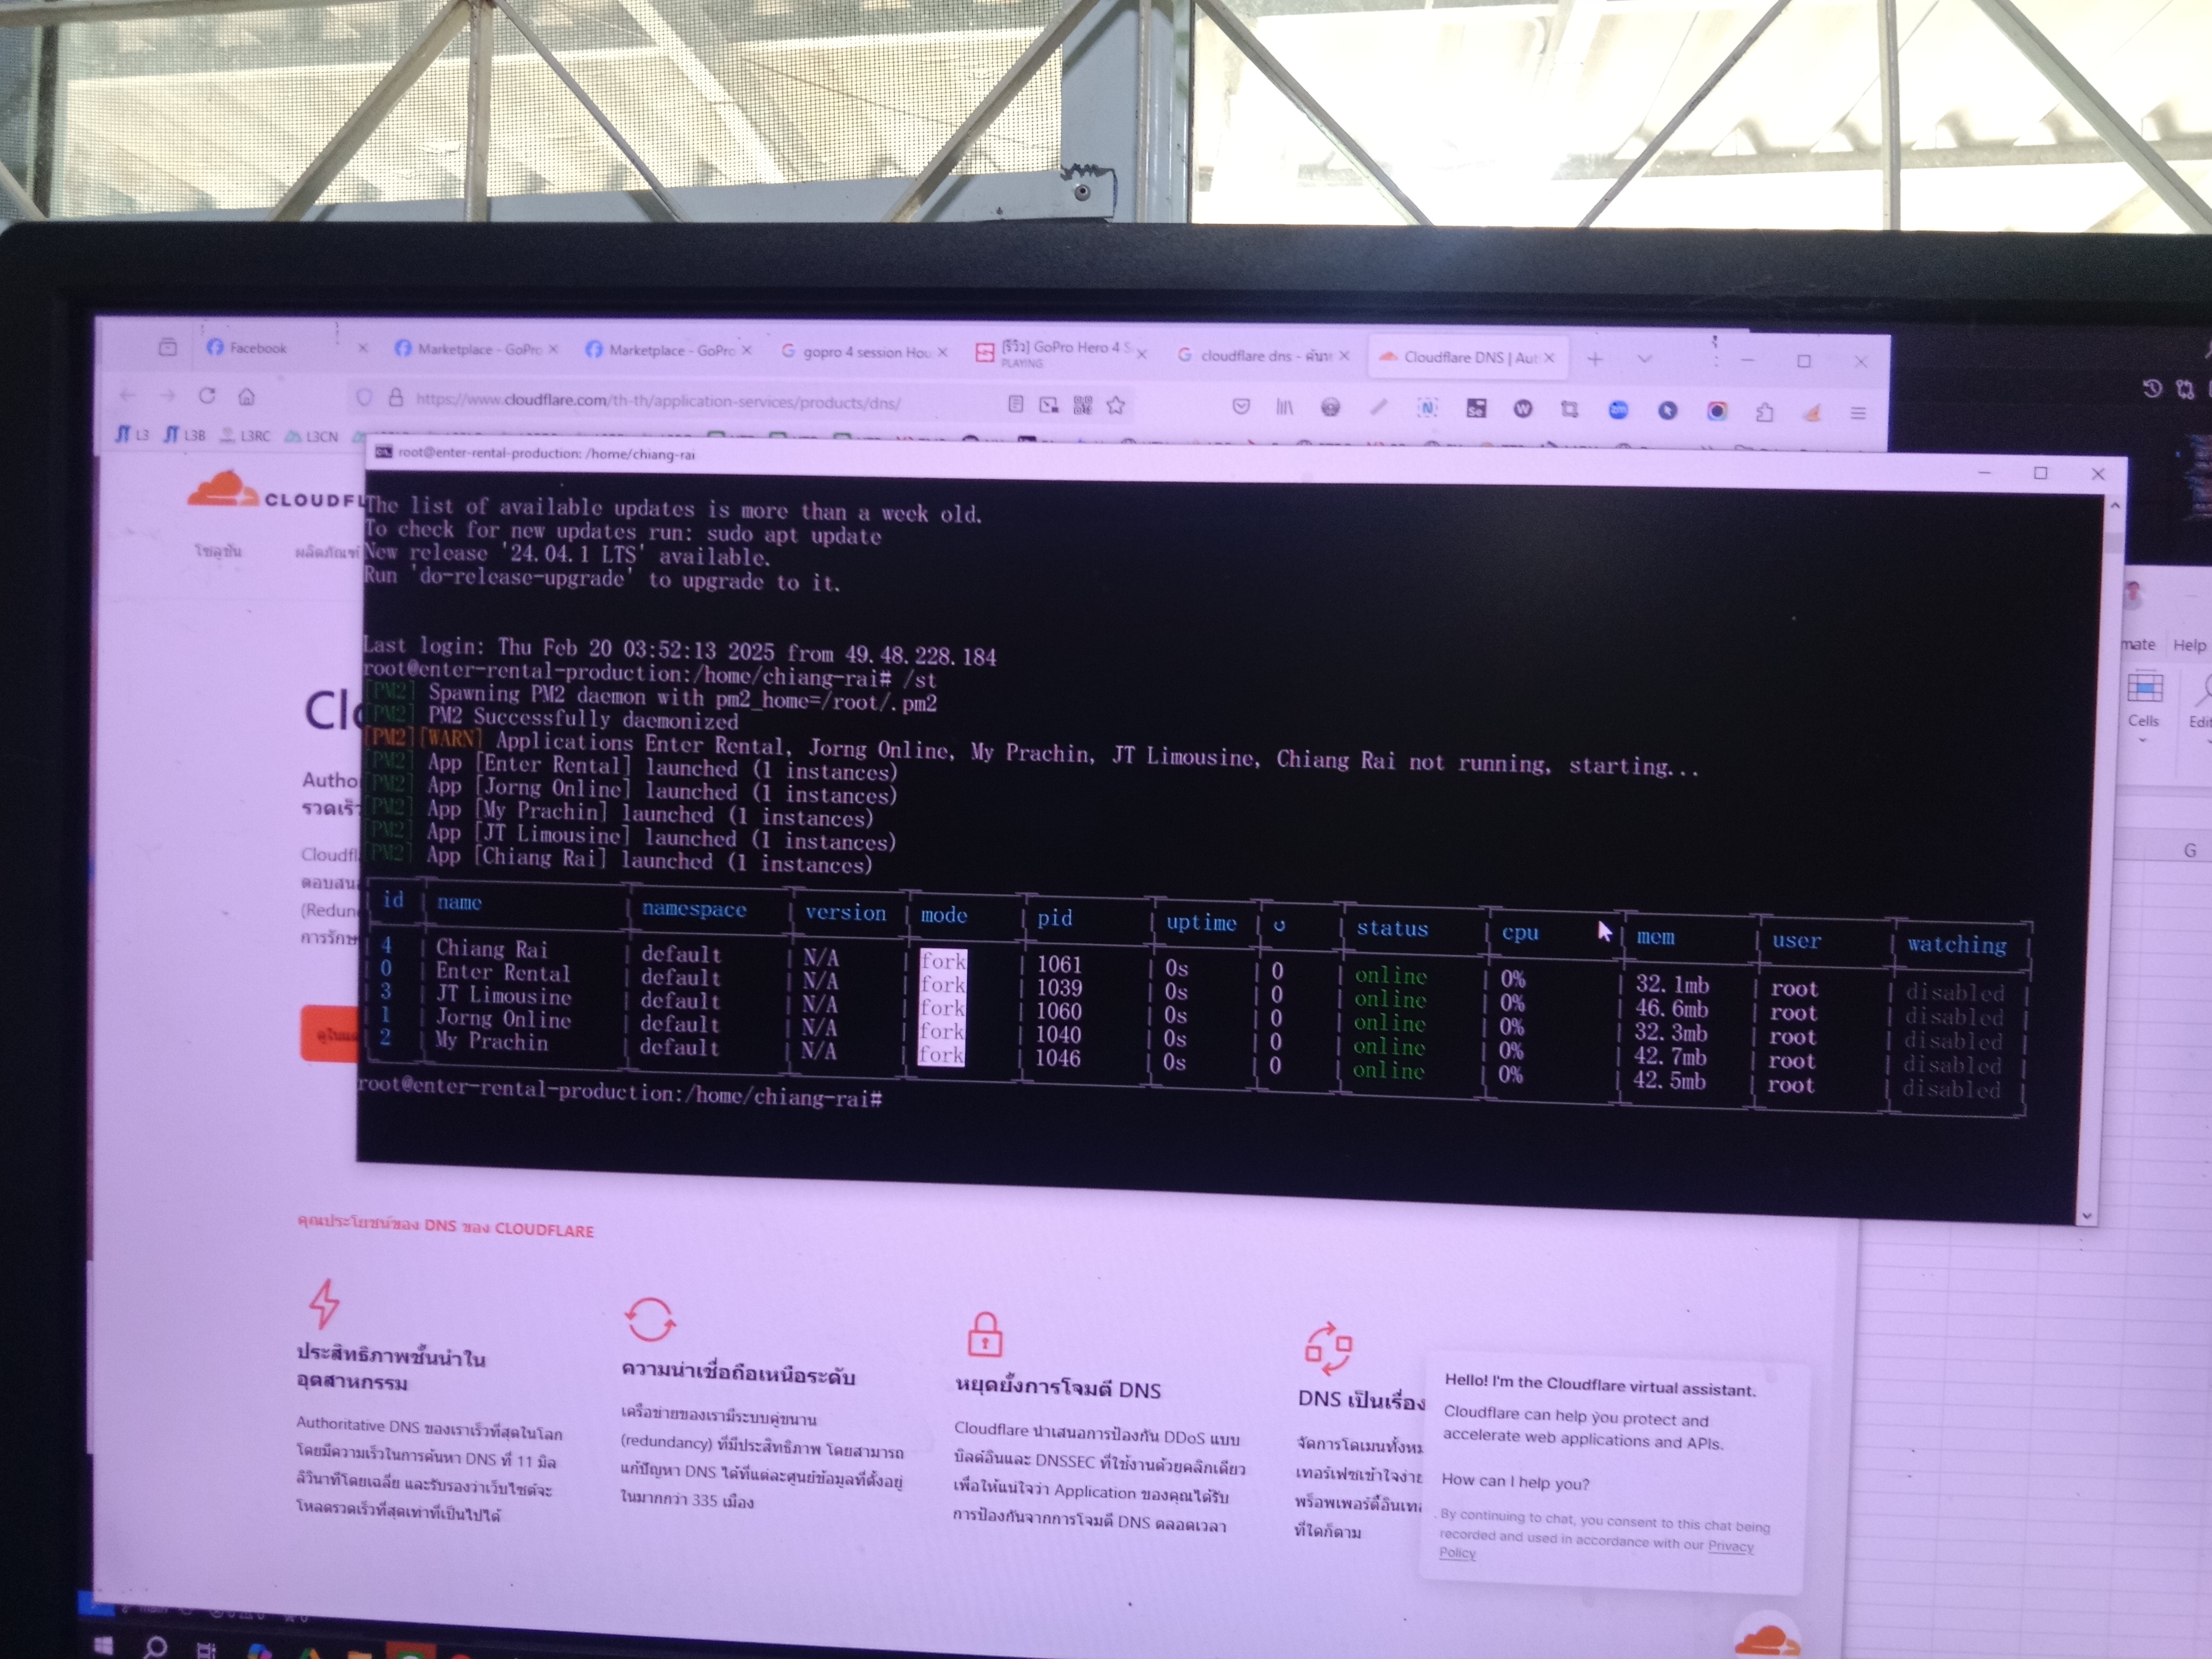 Facebook
Marketplace - GoPro
Marketplace - GoPro
gopro 4 session Hou
[รีวิว] GoPro Hero 4 S
PLAYING
cloudflare dns - ค้นห
Cloudflare DNS | Aut
https://www.cloudflare.com/th-th/application-services/products/dns/
L3
L3B
L3RC
L3CN
root@enter-rental-production: /home/chiang-rai
CLOUDFL
โซลูชัน
ผลิตภัณฑ์
The list of available updates is more than a week old.
To check for new updates run: sudo apt update
New release '24.04.1 LTS' available.
Run 'do-release-upgrade' to upgrade to it.
Last login: Thu Feb 20 03:52:13 2025 from 49.48.228.184
root@enter-rental-production:/home/chiang-rai# /st
[PM2] Spawning PM2 daemon with pm2_home=/root/.pm2
[PM2] PM2 Successfully daemonized
[PM2][WARN] Applications Enter Rental, Jorng Online, My Prachin, JT Limousine, Chiang Rai not running, starting...
[PM2] App [Enter Rental] launched (1 instances)
[PM2] App [Jorng Online] launched (1 instances)
[PM2] App [My Prachin] launched (1 instances)
[PM2] App [JT Limousine] launched (1 instances)
[PM2] App [Chiang Rai] launched (1 instances)
id name namespace version mode pid uptime ↺ status cpu mem user watching
4 Chiang Rai default N/A fork 1061 0s 0 online 0% 32.1mb root disabled
0 Enter Rental default N/A fork 1039 0s 0 online 0% 46.6mb root disabled
3 JT Limousine default N/A fork 1060 0s 0 online 0% 32.3mb root disabled
1 Jorng Online default N/A fork 1040 0s 0 online 0% 42.7mb root disabled
2 My Prachin default N/A fork 1046 0s 0 online 0% 42.5mb root disabled
root@enter-rental-production:/home/chiang-rai#
Clo
Autho
รวดเร็ว
Cloudfl
ตอบสน
(Redun
การรักษ
mate Help
Cells
Edit
G
คุณประโยชน์ของ DNS ของ CLOUDFLARE
ประสิทธิภาพชั้นนำใน
อุตสาหกรรม
Authoritative DNS ของเราเร็วที่สุดในโลก
โดยมีความเร็วในการค้นหา DNS ที่ 11 มิล
ลิวินาทีโดยเฉลี่ย และรับรองว่าเว็บไซต์จะ
โหลดรวดเร็วที่สุดเท่าที่เป็นไปได้
ความน่าเชื่อถือเหนือระดับ
เครือข่ายของเรามีระบบคู่ขนาน
(redundancy) ที่มีประสิทธิภาพ โดยสามารถ
แก้ปัญหา DNS ได้ที่แต่ละศูนย์ข้อมูลที่ตั้งอยู่
ในมากกว่า 335 เมือง
หยุดยั้งการโจมตี DNS
Cloudflare นำเสนอการป้องกัน DDoS แบบ
บิลต์อินและ DNSSEC ที่ใช้งานด้วยคลิกเดียว
เพื่อให้แน่ใจว่า Application ของคุณได้รับ
การป้องกันจากการโจมตี DNS ตลอดเวลา
DNS เป็นเรื่อง
จัดการโดเมนทั้งหม
เทอร์เฟซเข้าใจง่าย
พร็อพเพอร์ตี้อินเทอ
ที่ใดก็ตาม
Hello! I'm the Cloudflare virtual assistant.
Cloudflare can help you protect and
accelerate web applications and APIs.
How can I help you?
By continuing to chat, you consent to this chat being
recorded and used in accordance with our Privacy
Policy